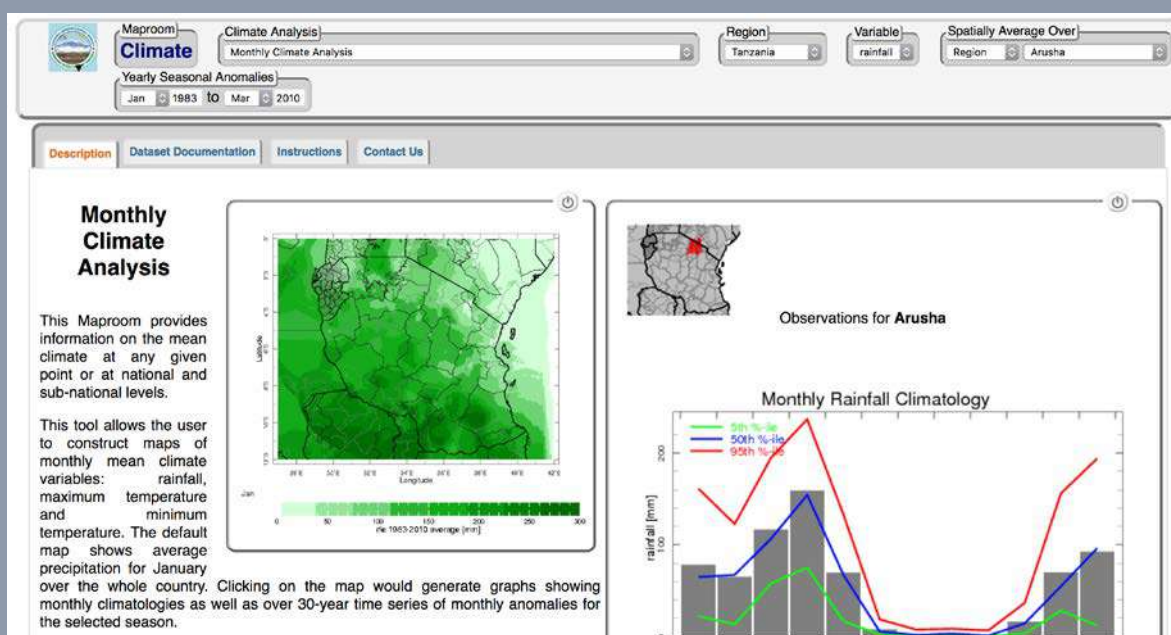 Maproom
Climate
Climate Analysis
Monthly Climate Analysis
Region
Tanzania
Variable
rainfall
Spatially Average Over
Region
Arusha
Yearly Seasonal Anomalies
Jan 1983 to Mar 2010
Description
Dataset Documentation
Instructions
Contact Us
Monthly
Climate
Analysis
This Maproom provides
information on the mean
climate at any given
point or at national and
sub-national levels.
This tool allows the user
to construct maps of
monthly mean climate
variables: rainfall,
maximum temperature
and minimum
temperature. The default
map shows average
precipitation for January
over the whole country. Clicking on the map would generate graphs showing
monthly climatologies as well as over 30-year time series of monthly anomalies for
the selected season.
Latitude
Longitude
Jan
0 50 100 150 200 250 300
rfe 1983-2010 average [mm]
Observations for Arusha
Monthly Rainfall Climatology
5th %-ile
50th %-ile
95th %-ile
200
100
rainfall [mm]